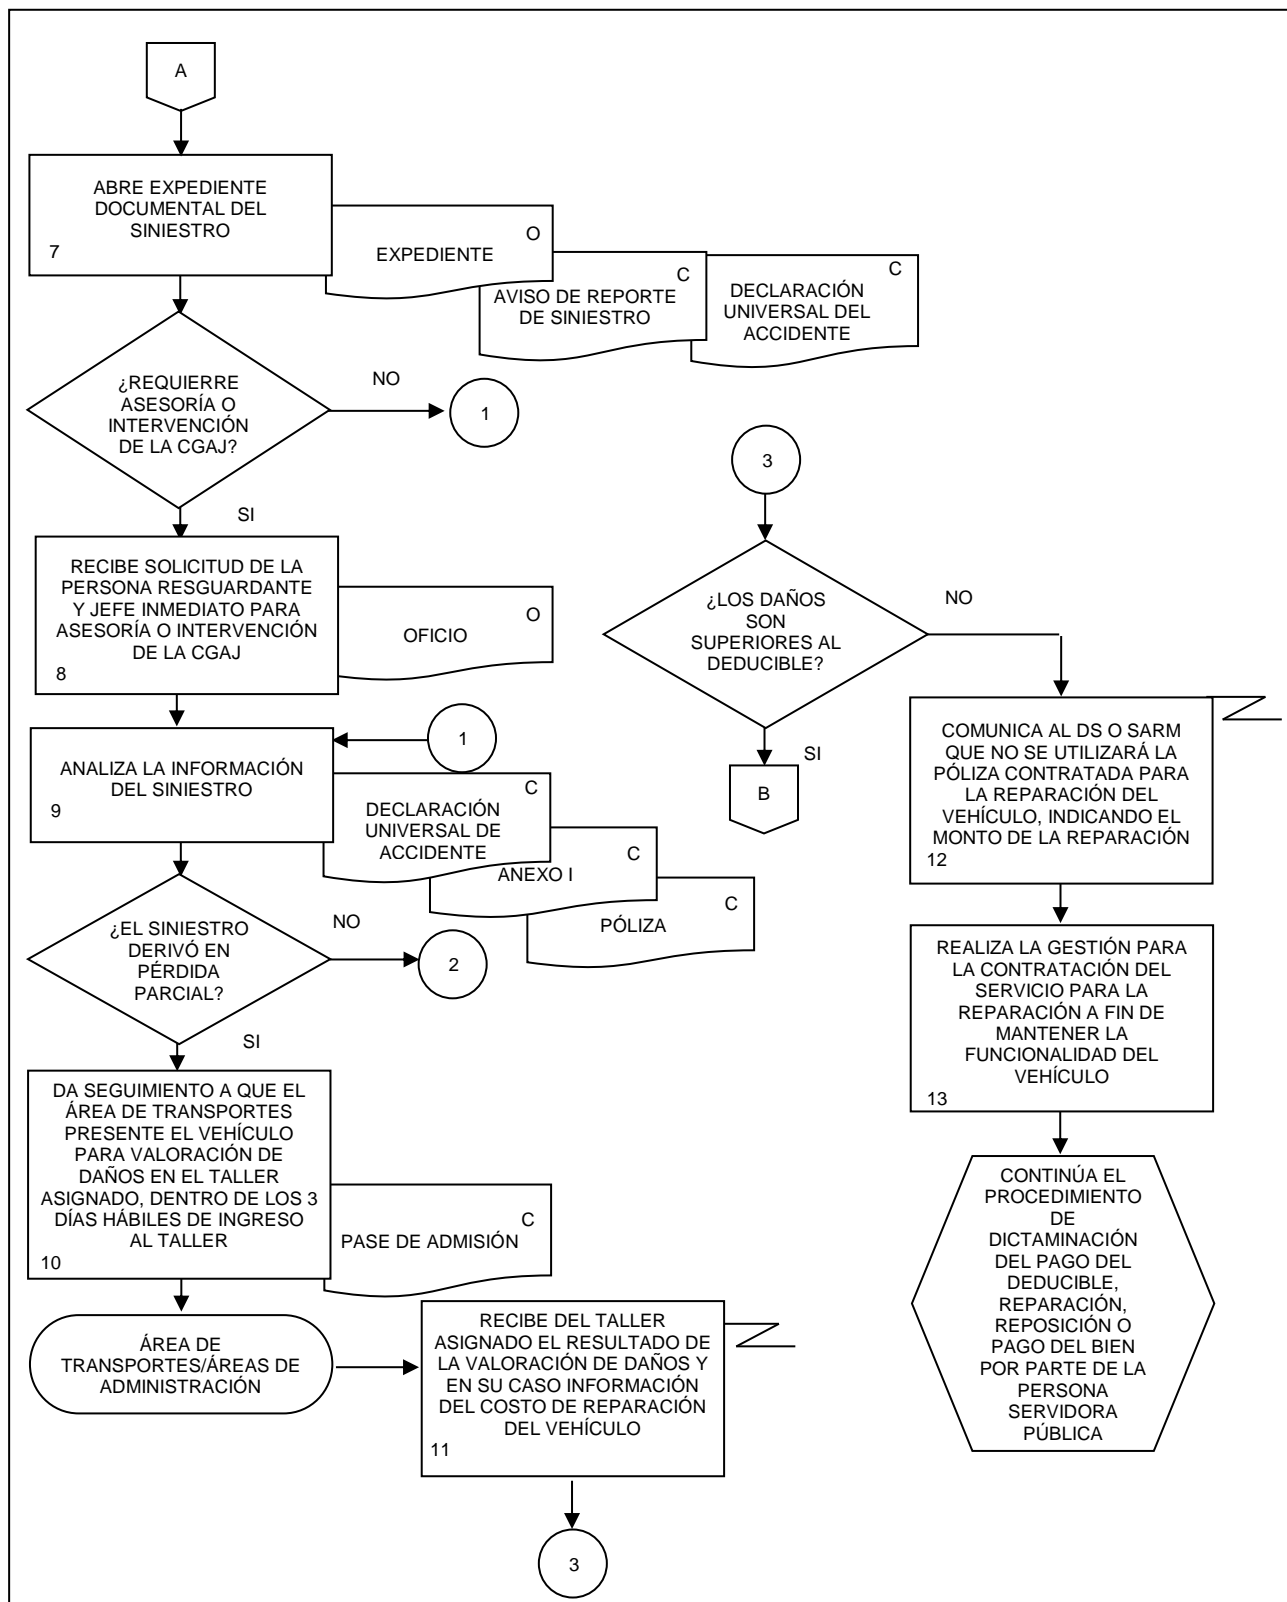 A
ABRE EXPEDIENTE
DOCUMENTAL DEL
SINIESTRO
7
O
EXPEDIENTE
C
AVISO DE REPORTE
DE SINIESTRO
C
DECLARACIÓN
UNIVERSAL DEL
ACCIDENTE
¿REQUIERRE
ASESORÍA O
INTERVENCIÓN
DE LA CGAJ?
NO
1
SI
RECIBE SOLICITUD DE LA
PERSONA RESGUARDANTE
Y JEFE INMEDIATO PARA
ASESORÍA O INTERVENCIÓN
DE LA CGAJ
8
O
OFICIO
1
ANALIZA LA INFORMACIÓN
DEL SINIESTRO
9
C
DECLARACIÓN
UNIVERSAL DE
ACCIDENTE
C
ANEXO I
C
PÓLIZA
¿EL SINIESTRO
DERIVÓ EN
PÉRDIDA
PARCIAL?
NO
2
SI
DA SEGUIMIENTO A QUE EL
ÁREA DE TRANSPORTES
PRESENTE EL VEHÍCULO
PARA VALORACIÓN DE
DAÑOS EN EL TALLER
ASIGNADO, DENTRO DE LOS 3
DÍAS HÁBILES DE INGRESO
AL TALLER
10
C
PASE DE ADMISIÓN
ÁREA DE
TRANSPORTES/ÁREAS DE
ADMINISTRACIÓN
RECIBE DEL TALLER
ASIGNADO EL RESULTADO DE
LA VALORACIÓN DE DAÑOS Y
EN SU CASO INFORMACIÓN
DEL COSTO DE REPARACIÓN
DEL VEHÍCULO
11
3
3
¿LOS DAÑOS
SON
SUPERIORES AL
DEDUCIBLE?
NO
SI
B
COMUNICA AL DS O SARM
QUE NO SE UTILIZARÁ LA
PÓLIZA CONTRATADA PARA
LA REPARACIÓN DEL
VEHÍCULO, INDICANDO EL
MONTO DE LA REPARACIÓN
12
REALIZA LA GESTIÓN PARA
LA CONTRATACIÓN DEL
SERVICIO PARA LA
REPARACIÓN A FIN DE
MANTENER LA
FUNCIONALIDAD DEL
VEHÍCULO
13
CONTINÚA EL
PROCEDIMIENTO
DE
DICTAMINACIÓN
DEL PAGO DEL
DEDUCIBLE,
REPARACIÓN,
REPOSICIÓN O
PAGO DEL BIEN
POR PARTE DE LA
PERSONA
SERVIDORA
PÚBLICA